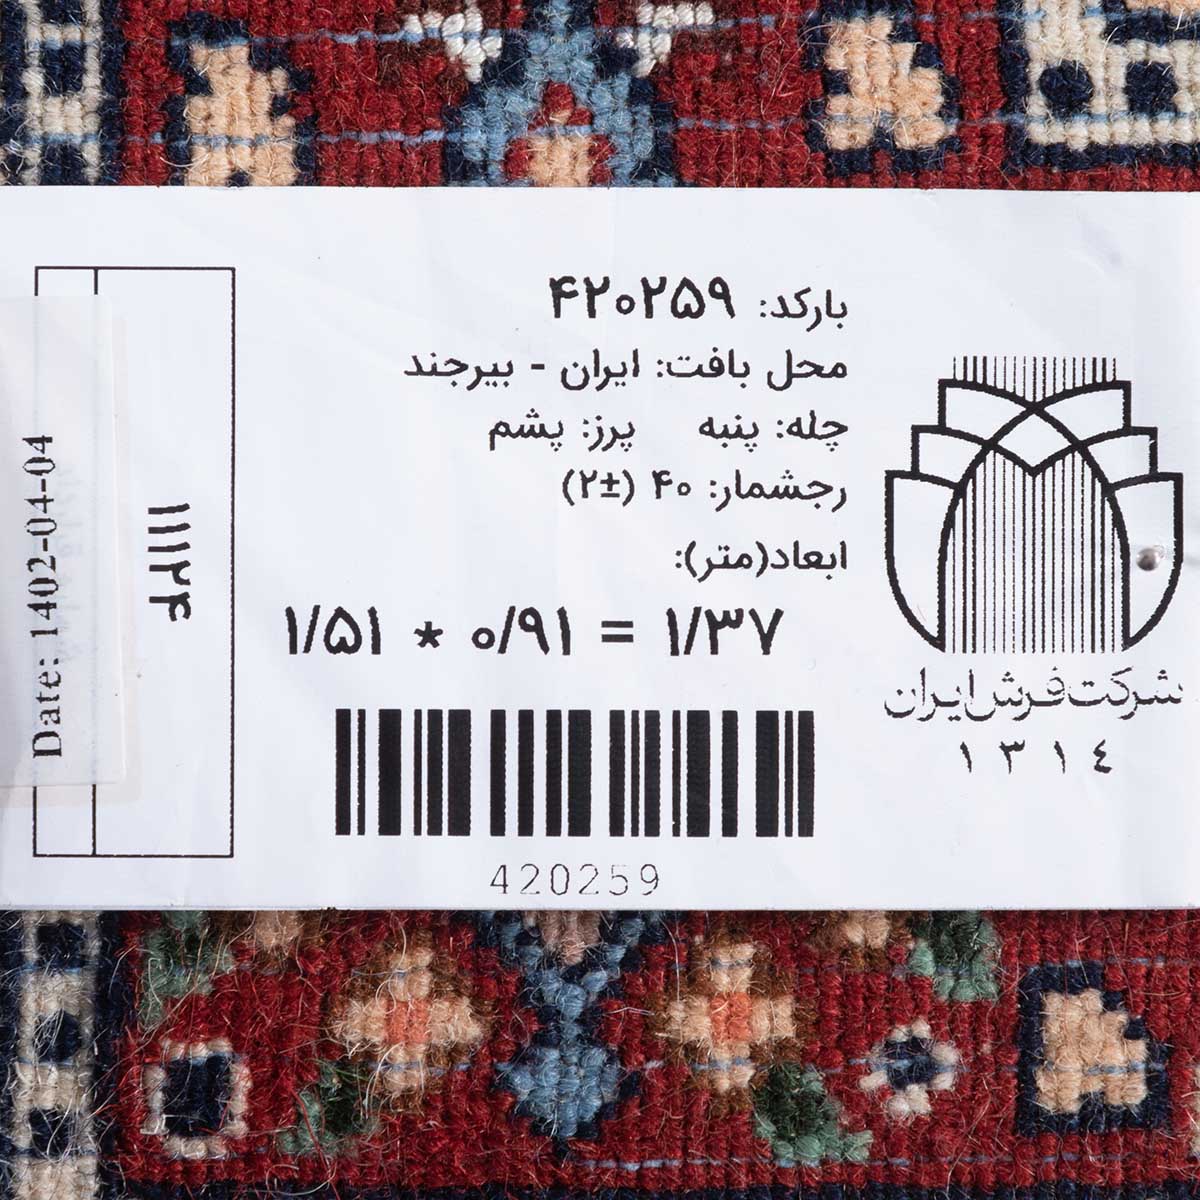 بارکد: ۴۲۰۲۵۹
محل بافت: ایران - بیرجند
چله: پنبه پرز: پشم
رجشمار: ۴۰ (±۲)
ابعاد(متر):
۱/۵۱ * ۰/۹۱ = ۱/۳۷
420259
شرکت فرش ایران
١٣١٤
۱۱۱۲۴
Date: 1402-04-04